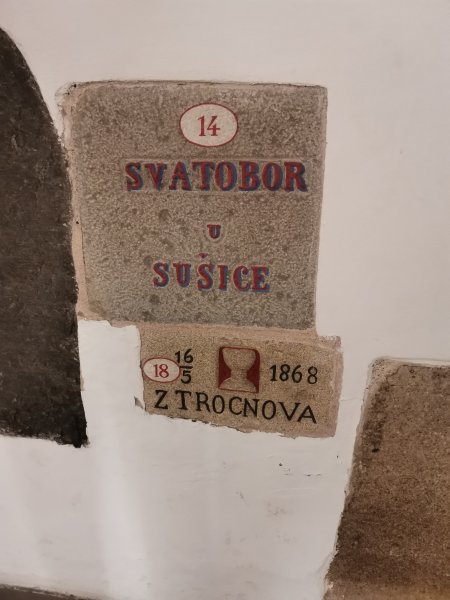 14
SVATOBOR
U
SUŠICE
18 16/5 1868
Z TROCNOVA